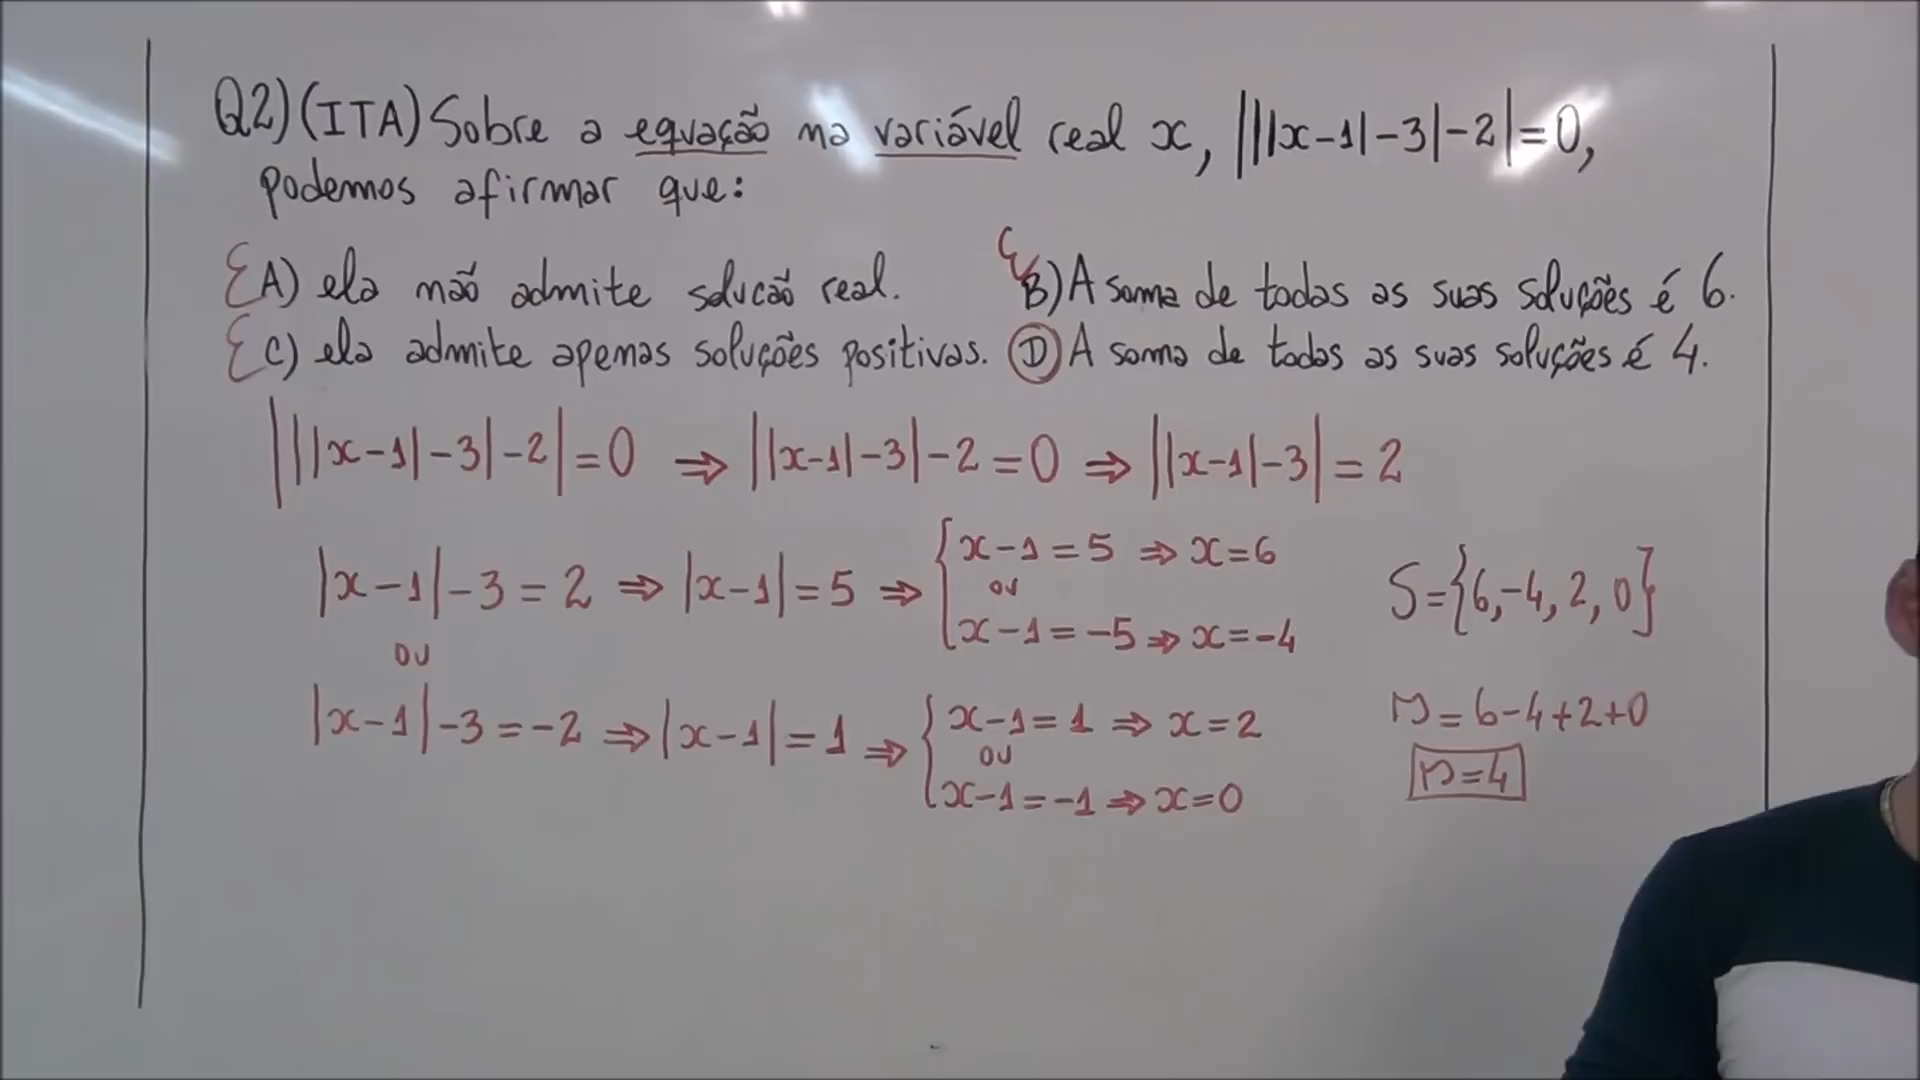 Q2) (ITA) Sobre a equação na variável real x, |||x-1|-3|-2|=0,
podemos afirmar que:
A) ela não admite solucão real.
B) A soma de todas as suas soluções é 6.
C) ela admite apenas soluções positivas.
D) A soma de todas as suas soluções é 4.
|||x-1|-3|-2|=0 ⇒ ||x-1|-3|-2=0 ⇒ ||x-1|-3|=2
|x-1|-3=2 ⇒ |x-1|=5 ⇒ { x-1=5 ⇒ x=6
ou
x-1=-5 ⇒ x=-4
ou
|x-1|-3=-2 ⇒ |x-1|=1 ⇒ { x-1=1 ⇒ x=2
ou
x-1=-1 ⇒ x=0
S={6,-4,2,0}
s=6-4+2+0
s=4